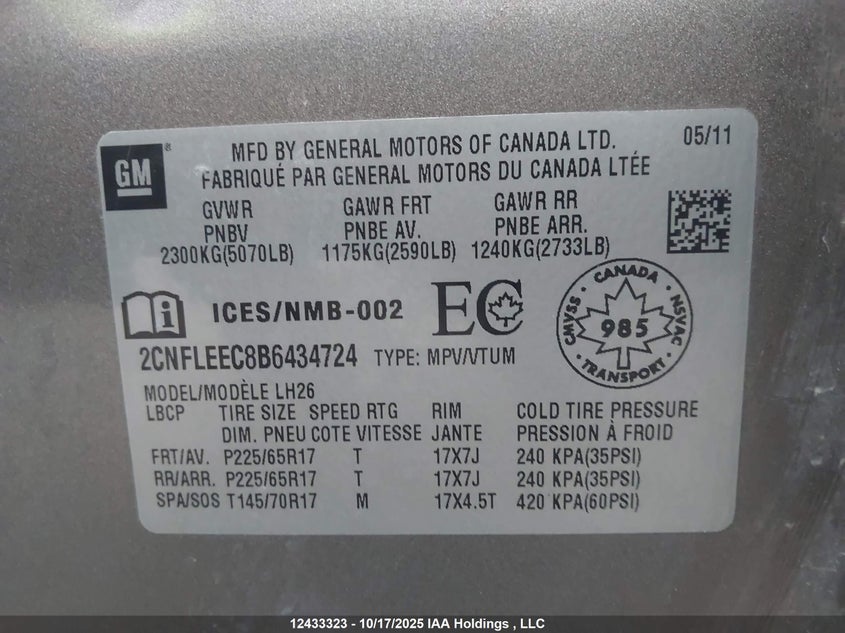 GM ®
MFD BY GENERAL MOTORS OF CANADA LTD. 05/11
FABRIQUÉ PAR GENERAL MOTORS DU CANADA LTÉE
GVWR GAWR FRT GAWR RR
PNBV PNBE AV. PNBE ARR.
2300KG(5070LB) 1175KG(2590LB) 1240KG(2733LB)
i ICES/NMB-002 EC CANADA CMVSS NSVAC 985 TRANSPORT
2CNFLEEC8B6434724 TYPE: MPV/VTUM
MODEL/MODÈLE LH26
LBCP TIRE SIZE SPEED RTG RIM COLD TIRE PRESSURE
DIM. PNEU COTE VITESSE JANTE PRESSION À FROID
FRT/AV. P225/65R17 T 17X7J 240 KPA(35PSI)
RR/ARR. P225/65R17 T 17X7J 240 KPA(35PSI)
SPA/SOS T145/70R17 M 17X4.5T 420 KPA(60PSI)
12433323 - 10/17/2025 IAA Holdings , LLC